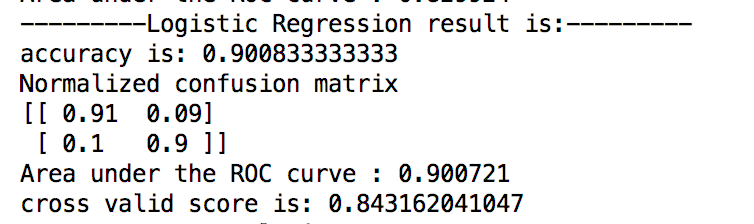 ---------Logistic Regression result is:---------
accuracy is: 0.900833333333
Normalized confusion matrix
[[ 0.91  0.09]
 [ 0.1   0.9 ]]
Area under the ROC curve : 0.900721
cross valid score is: 0.843162041047